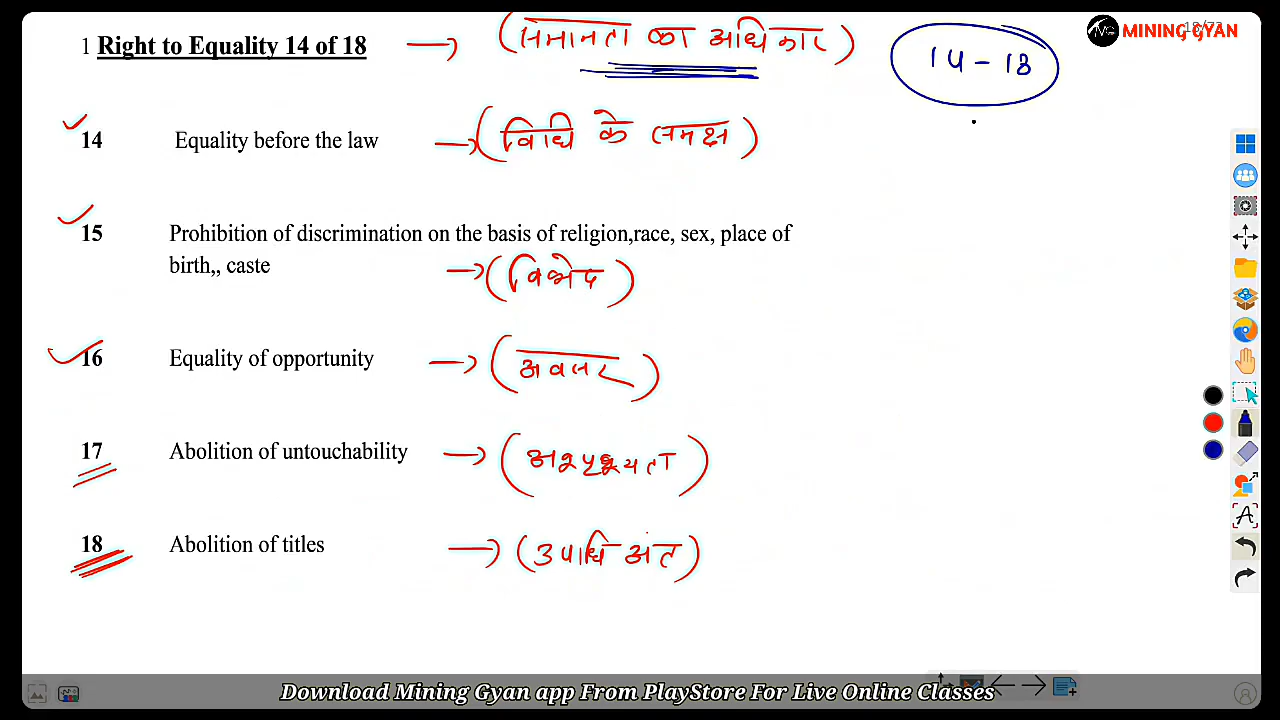 1 Right to Equality 14 of 18 (समानता का अधिकार) 14 - 18 MINING GYAN
14 Equality before the law (विधि के समक्ष)
15 Prohibition of discrimination on the basis of religion,race, sex, place of
birth,, caste (विभेद)
16 Equality of opportunity (अवसर)
17 Abolition of untouchability
18 Abolition of titles (उपाधि अंत)
Download Mining Gyan app From PlayStore For Live Online Classes